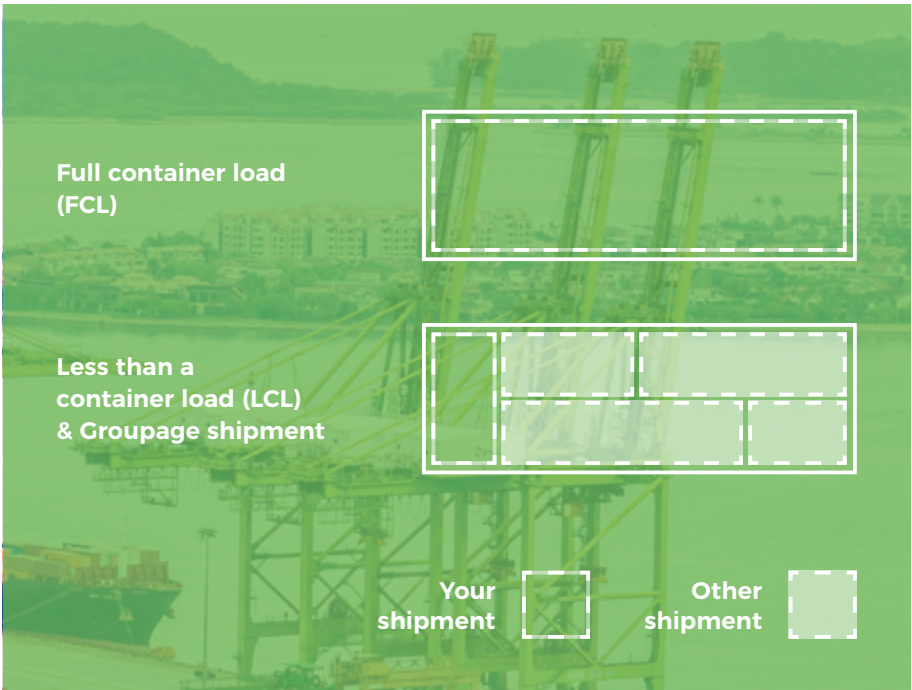 Full container load
(FCL)
Less than a
container load (LCL)
& Groupage shipment
Your
shipment
Other
shipment